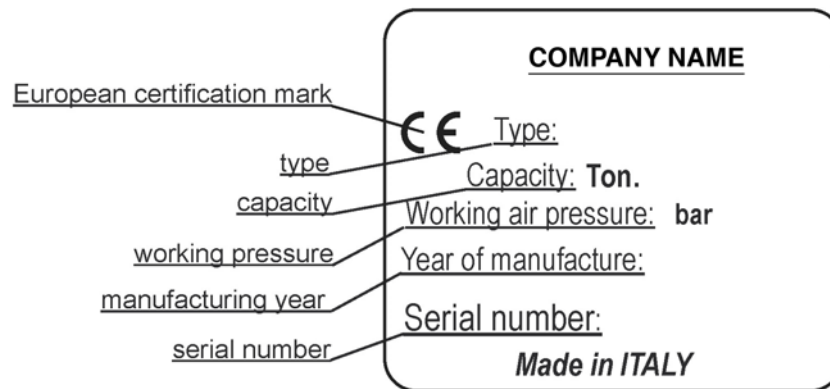 COMPANY NAME
European certification mark
CE Type:
type
Capacity: Ton.
capacity
Working air pressure: bar
working pressure
Year of manufacture:
manufacturing year
Serial number:
serial number
Made in ITALY